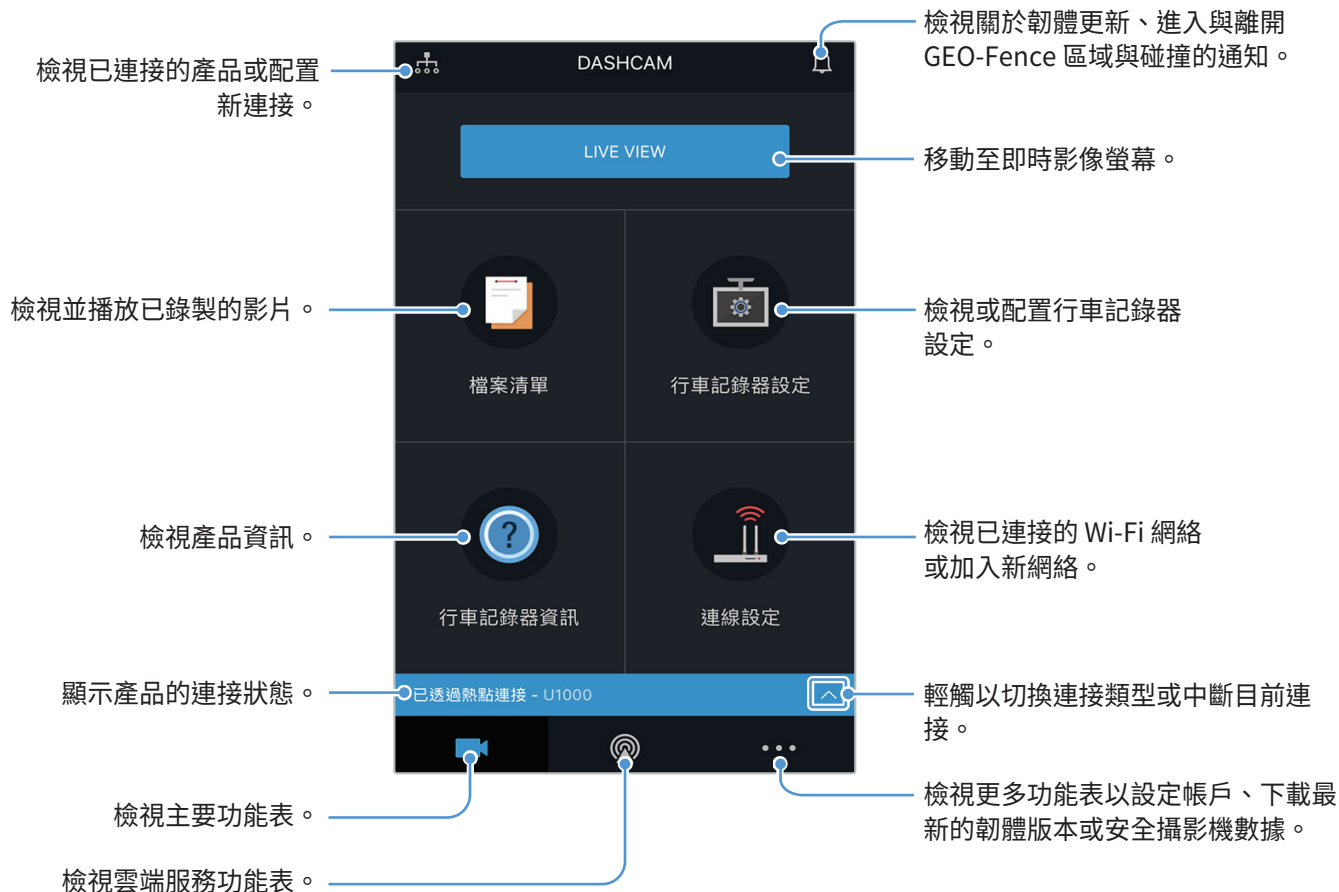 檢視關於韌體更新、進入與離開
GEO-Fence 區域與碰撞的通知。
檢視已連接的產品或配置
新連接。
DASHCAM
LIVE VIEW
移動至即時影像螢幕。
檢視並播放已錄製的影片。
檢視或配置行車記錄器
設定。
檔案清單
行車記錄器設定
檢視產品資訊。
檢視已連接的 Wi-Fi 網絡
或加入新網絡。
行車記錄器資訊
連線設定
顯示產品的連接狀態。
已透過熱點連接 - U1000
輕觸以切換連接類型或中斷目前連
接。
檢視主要功能表。
檢視更多功能表以設定帳戶、下載最
新的韌體版本或安全攝影機數據。
檢視雲端服務功能表。